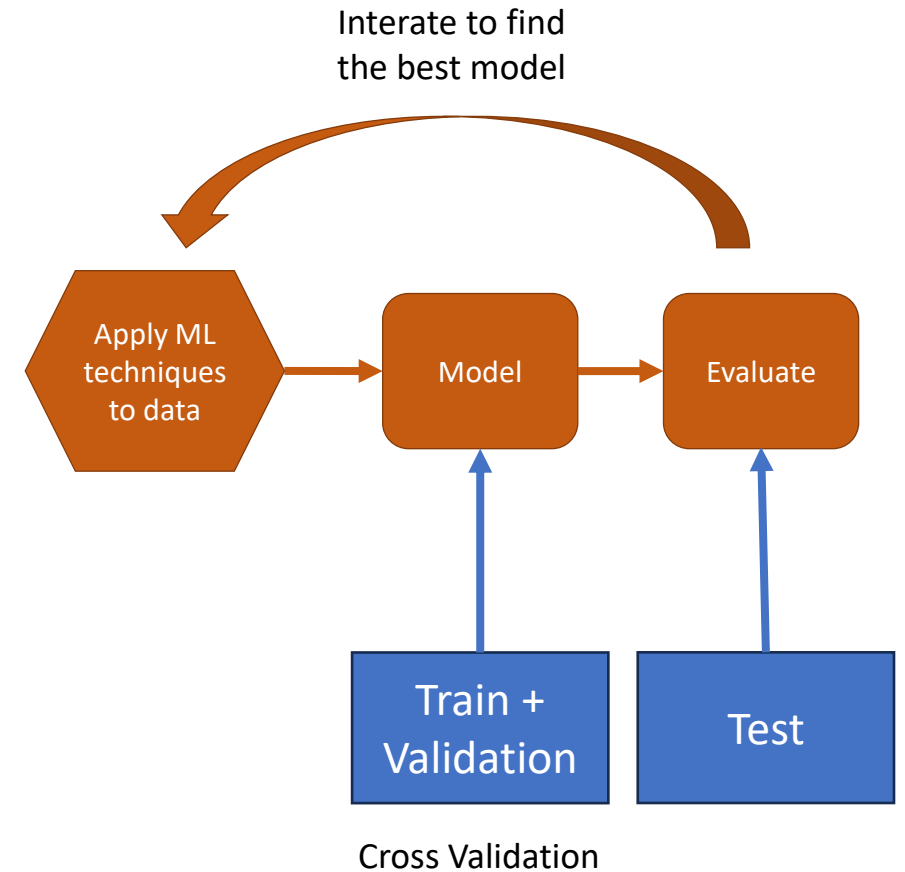 Interate to find
the best model
Apply ML
techniques
to data
Model
Evaluate
Train +
Validation
Test
Cross Validation